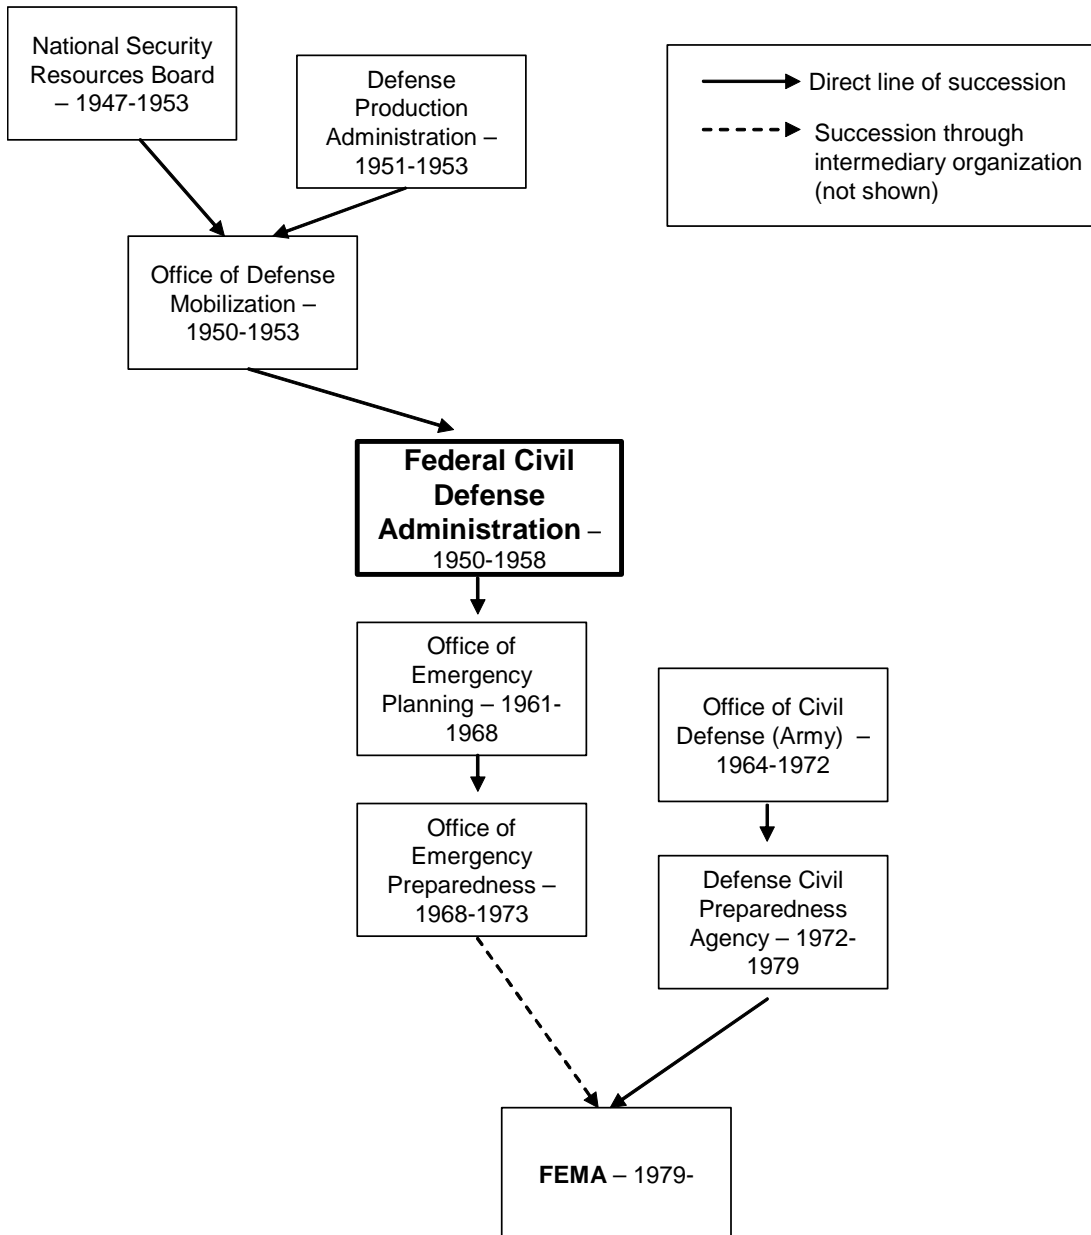 National Security
Resources Board
– 1947-1953
Defense
Production
Administration –
1951-1953
Direct line of succession
Succession through
intermediary organization
(not shown)
Office of Defense
Mobilization –
1950-1953
Federal Civil
Defense
Administration –
1950-1958
Office of
Emergency
Planning – 1961-
1968
Office of Civil
Defense (Army) –
1964-1972
Office of
Emergency
Preparedness –
1968-1973
Defense Civil
Preparedness
Agency – 1972-
1979
FEMA – 1979-